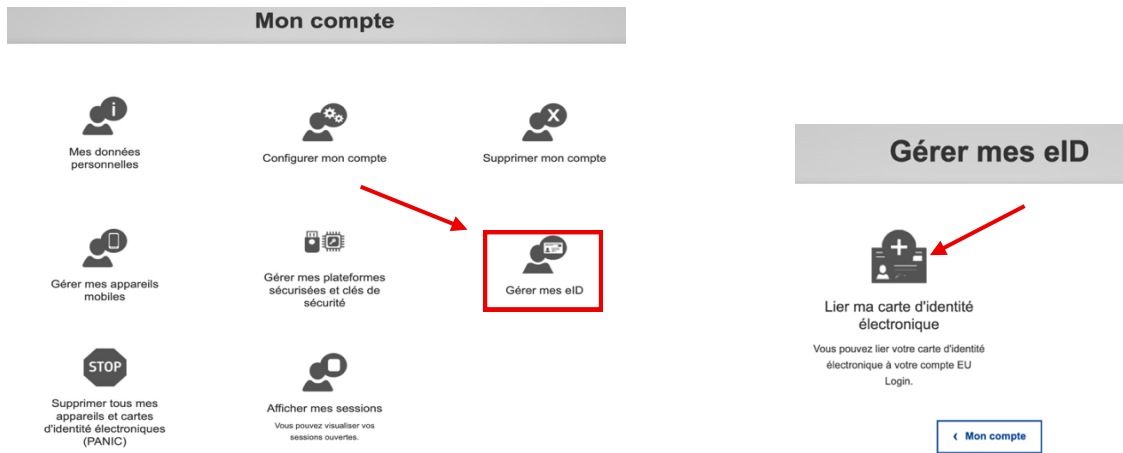 Mon compte
Mes données
personnelles
Configurer mon compte
Supprimer mon compte
Gérer mes appareils
mobiles
Gérer mes plateformes
sécurisées et clés de
sécurité
Gérer mes eID
STOP
Supprimer tous mes
appareils et cartes
d'identité électroniques
(PANIC)
Afficher mes sessions
Vous pouvez visualiser vos
sessions ouvertes.
Gérer mes eID
Lier ma carte d'identité
électronique
Vous pouvez lier votre carte d'identité
électronique à votre compte EU
Login.
‹ Mon compte